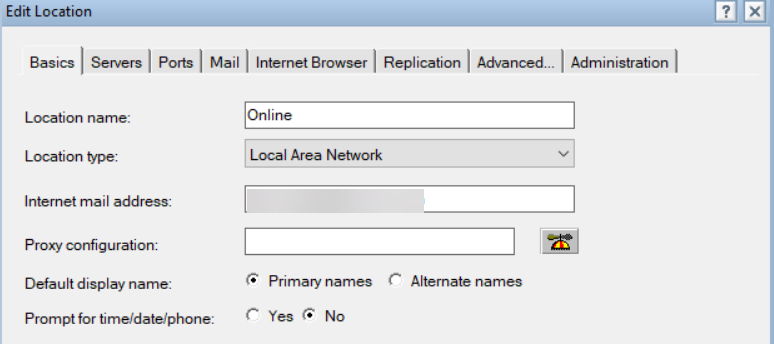 Edit Location
? X
Basics Servers Ports Mail Internet Browser Replication Advanced... Administration
Location name: Online
Location type: Local Area Network
Internet mail address:
Proxy configuration:
Default display name: Primary names Alternate names
Prompt for time/date/phone: Yes No